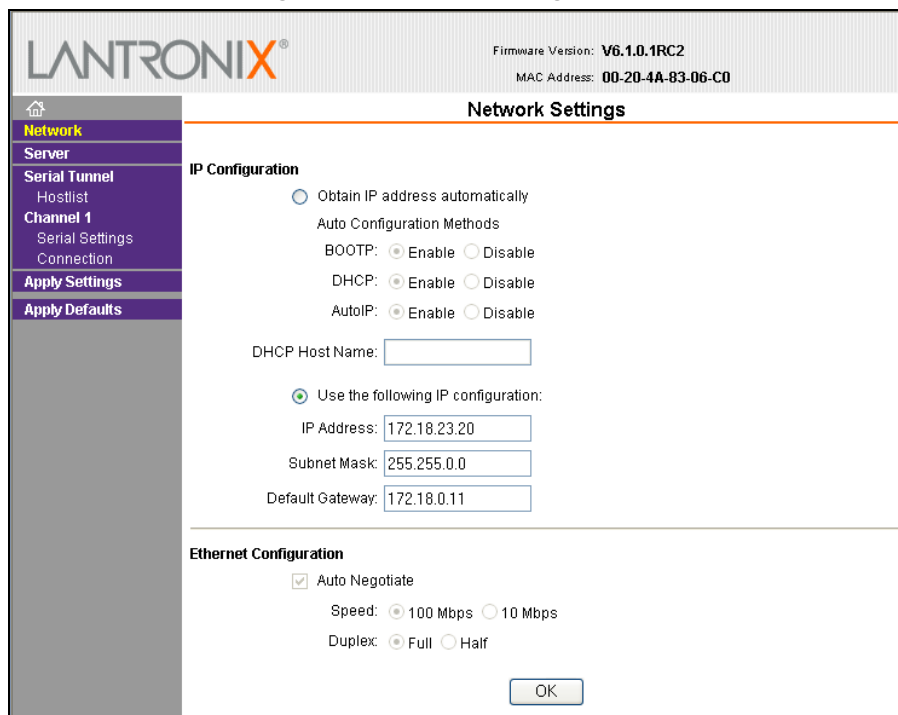 LANTRONIX®
Firmware Version: V6.1.0.1RC2
MAC Address: 00-20-4A-83-06-C0
Network
Server
Serial Tunnel
Hostlist
Channel 1
Serial Settings
Connection
Apply Settings
Apply Defaults
Network Settings
IP Configuration
Obtain IP address automatically
Auto Configuration Methods
BOOTP: Enable Disable
DHCP: Enable Disable
AutoIP: Enable Disable
DHCP Host Name:
Use the following IP configuration:
IP Address: 172.18.23.20
Subnet Mask: 255.255.0.0
Default Gateway: 172.18.0.11
Ethernet Configuration
Auto Negotiate
Speed: 100 Mbps 10 Mbps
Duplex: Full Half
OK